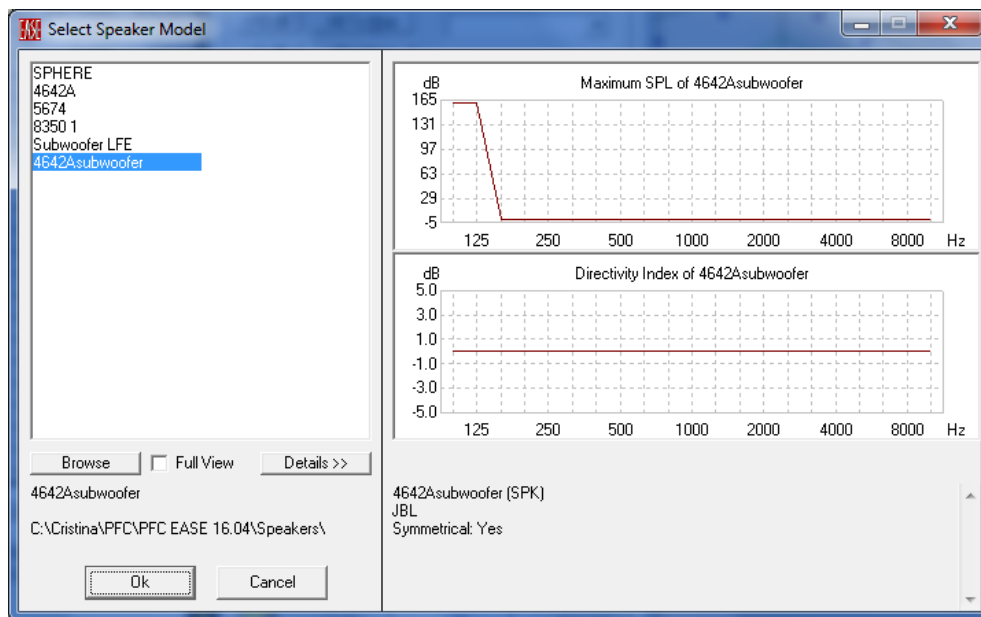 EASE Select Speaker Model
SPHERE
4642A
5674
8350 1
Subwoofer LFE
4642Asubwoofer
Browse Full View Details >>
4642Asubwoofer
C:\Cristina\PFC\PFC EASE 16.04\Speakers\
Ok Cancel
dB Maximum SPL of 4642Asubwoofer
165
131
97
63
29
-5
125 250 500 1000 2000 4000 8000 Hz
dB Directivity Index of 4642Asubwoofer
5.0
3.0
1.0
-1.0
-3.0
-5.0
125 250 500 1000 2000 4000 8000 Hz
4642Asubwoofer (SPK)
JBL
Symmetrical: Yes